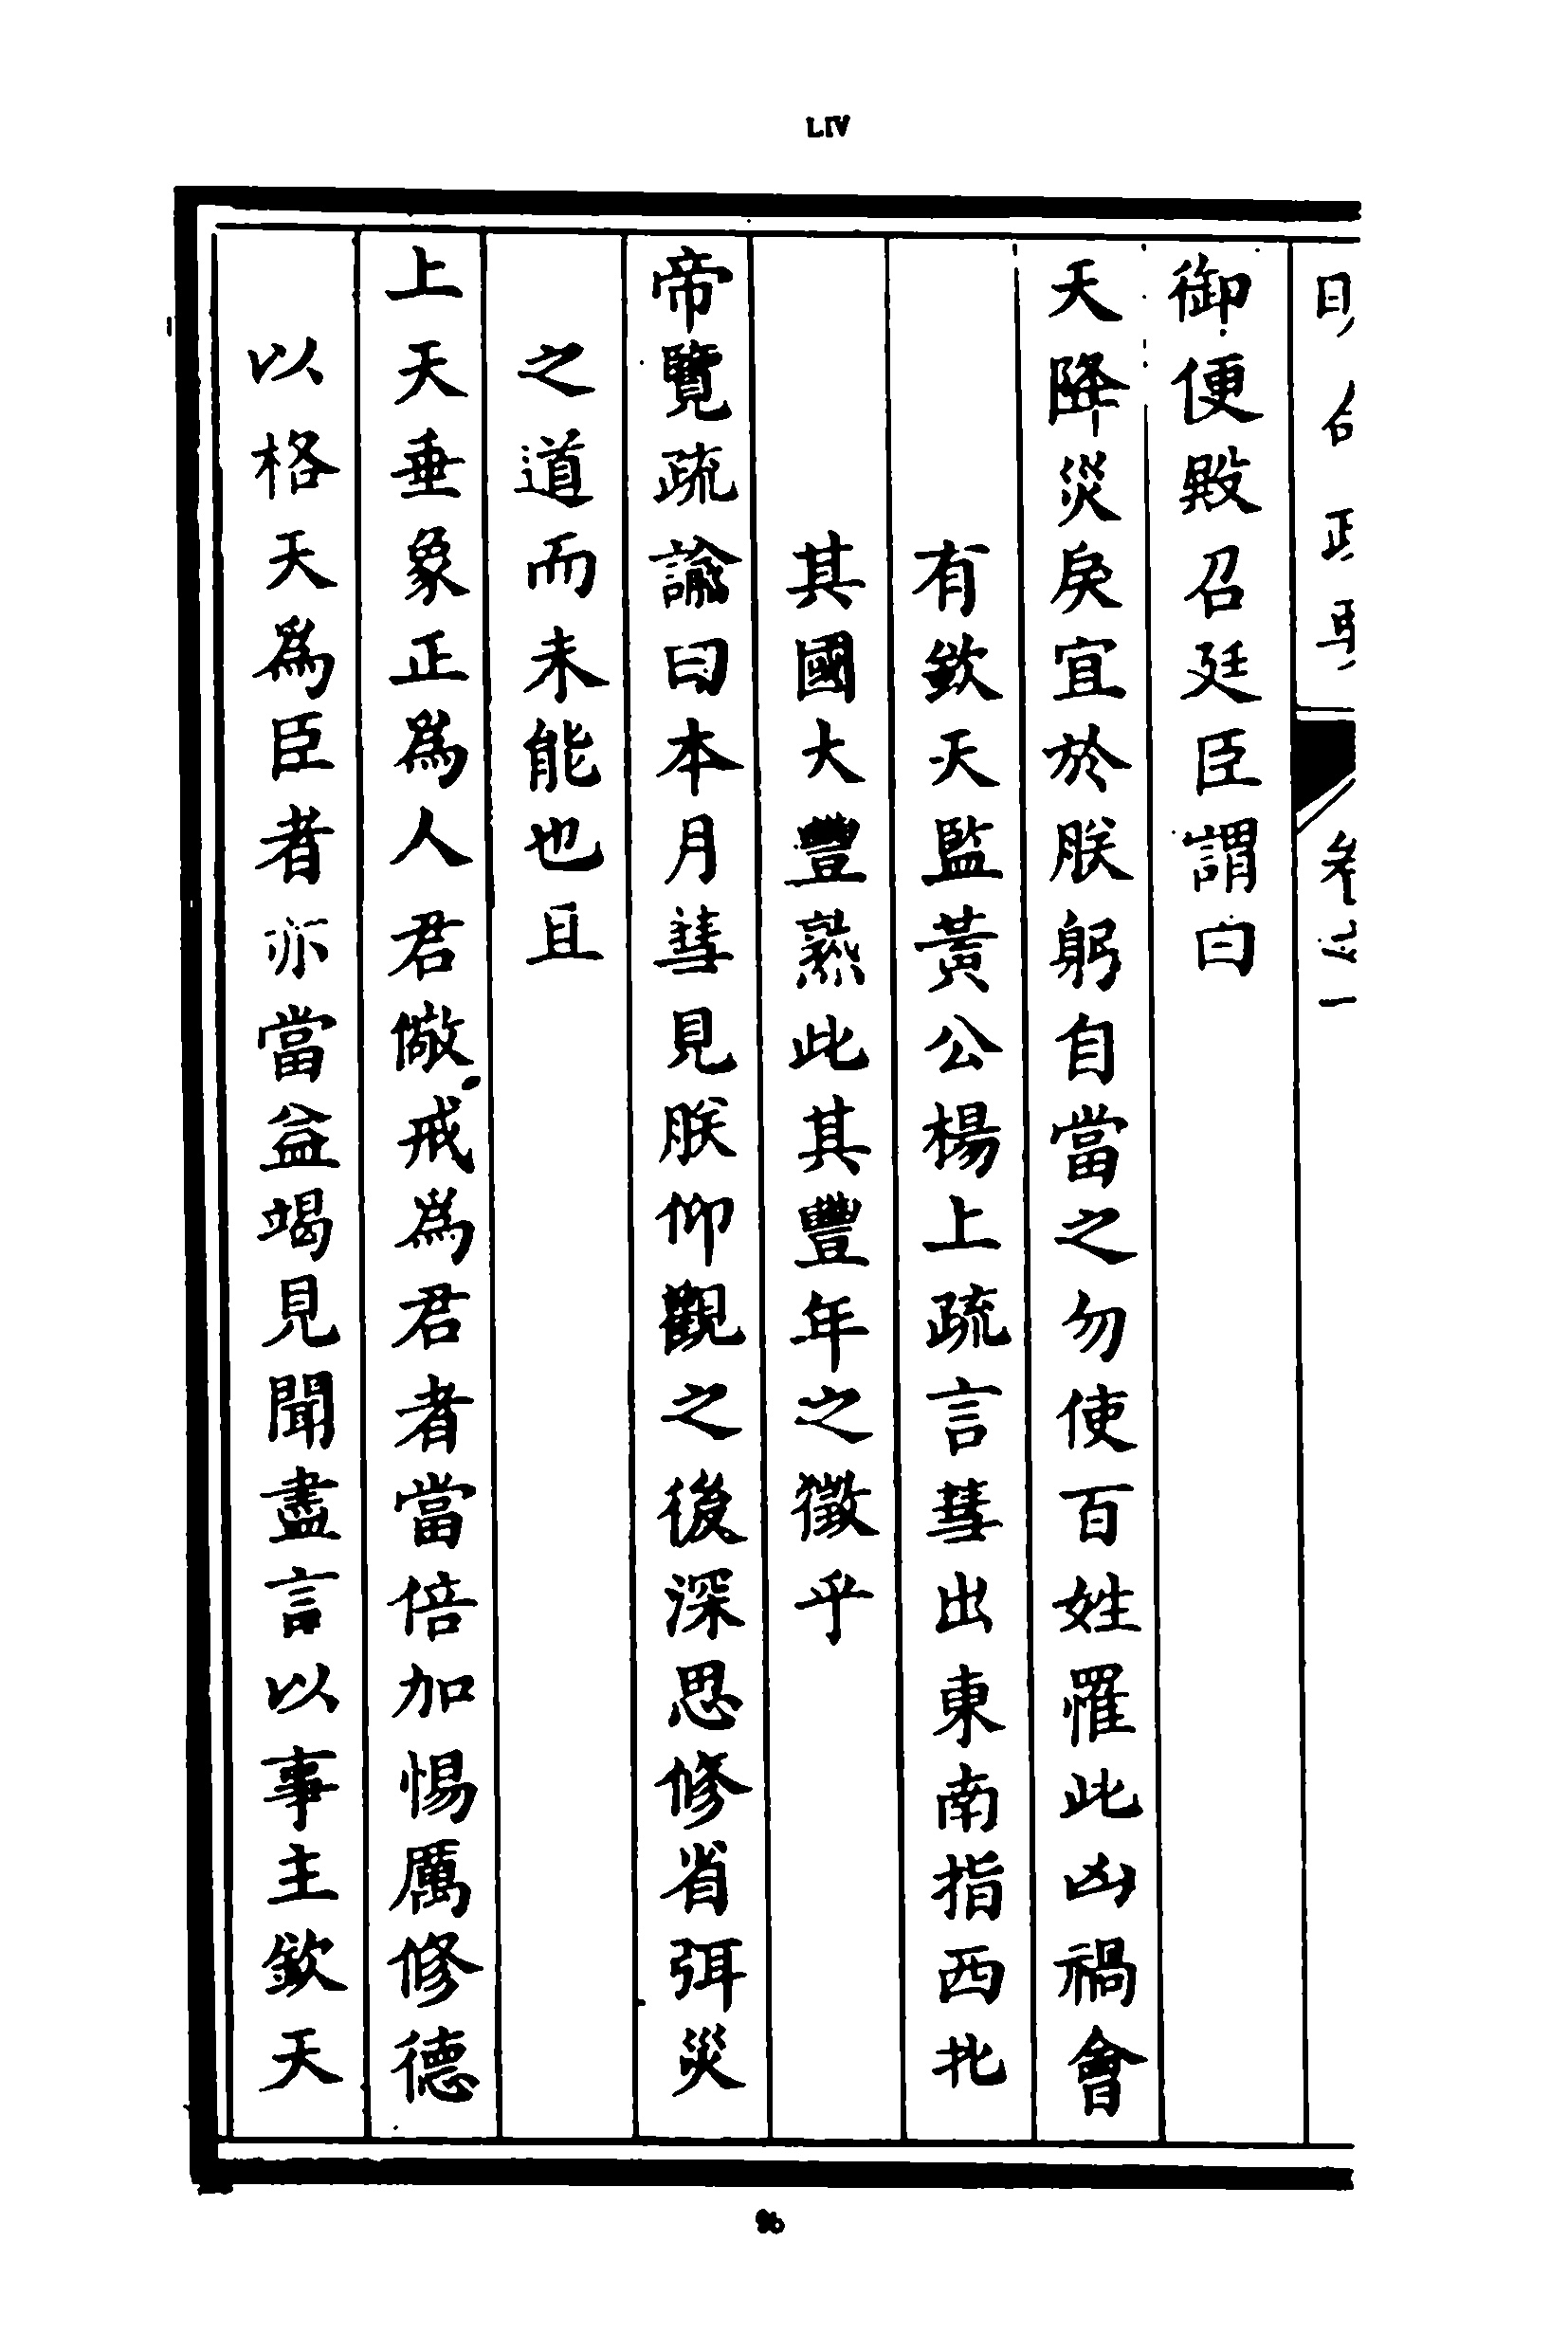 LIV
御便殿召廷臣謂曰
天降災戾宜於朕躬自當之勿使百姓罹此凶禍會
有欽天監黃公楊上疏言彗出東南指西北
其國大豐熟此其豐年之徵乎
帝覽疏諭曰本月彗見朕仰觀之後深思修省弭災
之道而未能也且
上天垂象正爲人君儆戒爲君者當倍加惕厲修德
以格天爲臣者亦當益竭見聞盡言以事主欽天